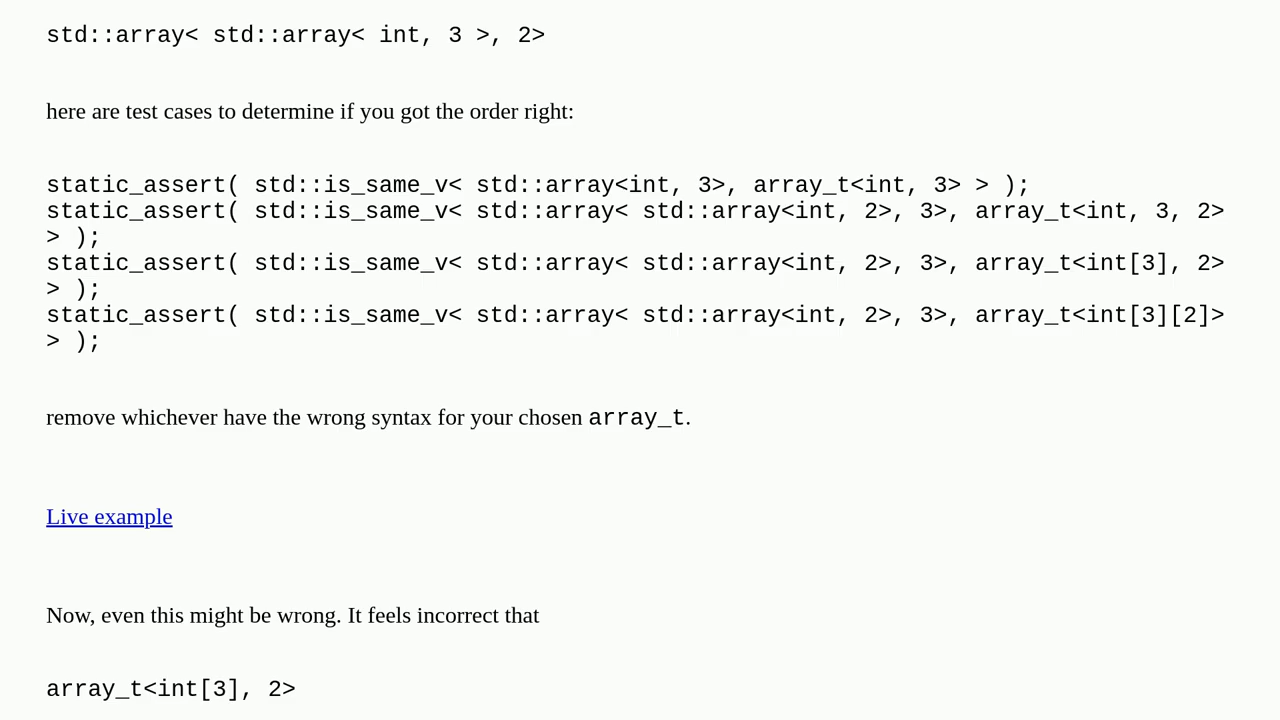 std::array< std::array< int, 3 >, 2>
here are test cases to determine if you got the order right:
static_assert( std::is_same_v< std::array<int, 3>, array_t<int, 3> > );
static_assert( std::is_same_v< std::array< std::array<int, 2>, 3>, array_t<int, 3, 2>
> );
static_assert( std::is_same_v< std::array< std::array<int, 2>, 3>, array_t<int[3], 2>
> );
static_assert( std::is_same_v< std::array< std::array<int, 2>, 3>, array_t<int[3][2]>
> );
remove whichever have the wrong syntax for your chosen array_t.
Live example
Now, even this might be wrong. It feels incorrect that
array_t<int[3], 2>